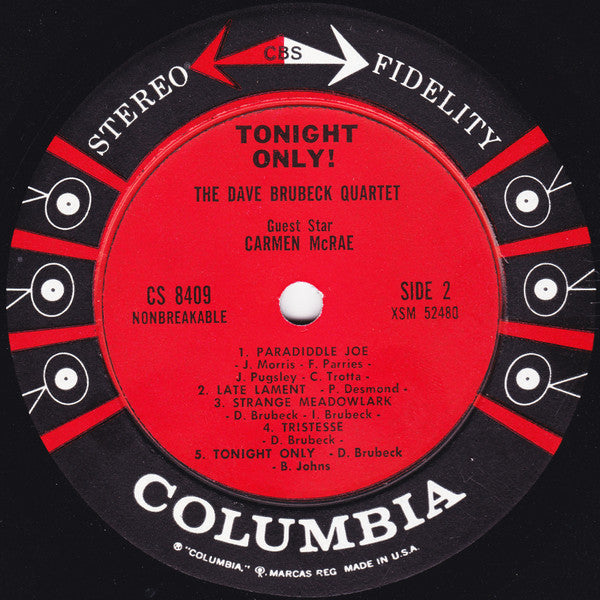 CBS
STEREO FIDELITY
TONIGHT
ONLY!
THE DAVE BRUBECK QUARTET
Guest Star
CARMEN McRAE
CS 8409
NONBREAKABLE
SIDE 2
XSM 52480
1. PARADIDDLE JOE
- J. Morris - F. Parries -
J. Pugsley - C. Trotta -
2. LATE LAMENT - P. Desmond -
3. STRANGE MEADOWLARK
- D. Brubeck - I. Brubeck -
4. TRISTESSE
- D. Brubeck -
5. TONIGHT ONLY - D. Brubeck
- B. Johns
COLUMBIA
® "COLUMBIA," ℗. MARCAS REG MADE IN U.S.A.